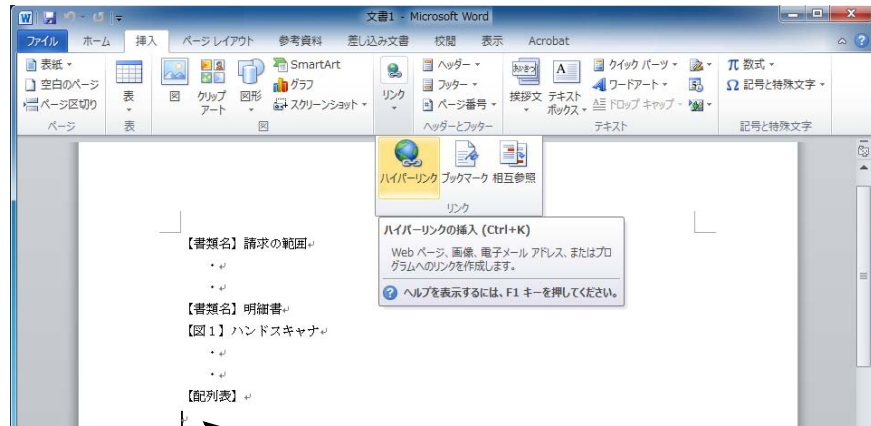 文書1 - Microsoft Word
ファイル ホーム 挿入 ページ レイアウト 参考資料 差し込み文書 校閲 表示 Acrobat
表紙
空白のページ
ページ区切り
ページ
表
表
図
クリップ アート
図形
SmartArt
グラフ
スクリーンショット
図
リンク
ヘッダー
フッター
ページ番号
ヘッダーとフッター
挨拶文
テキスト ボックス
クイック パーツ
ワードアート
ドロップ キャップ
テキスト
π 数式
Ω 記号と特殊文字
記号と特殊文字
ハイパーリンク ブックマーク 相互参照
リンク
ハイパーリンクの挿入 (Ctrl+K)
Web ページ、画像、電子メール アドレス、またはプロ
グラムへのリンクを作成します。
ヘルプを表示するには、F1 キーを押してください。
【書類名】請求の範囲
・
・
【書類名】明細書
【図1】ハンドスキャナ
・
・
【配列表】